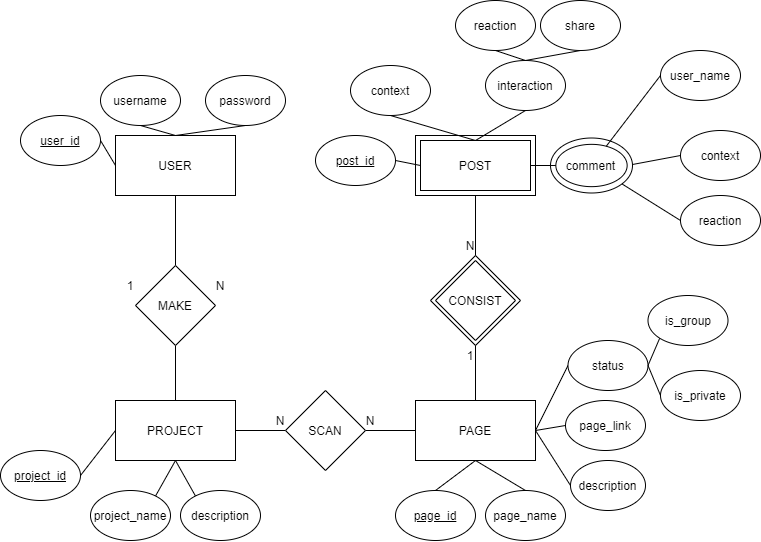 reaction
share
interaction
user_name
context
username
password
user_id
USER
post_id
POST
comment
context
reaction
N
1
N
MAKE
CONSIST
1
is_group
status
is_private
PROJECT
N
SCAN
N
PAGE
page_link
project_id
description
project_name
description
page_id
page_name